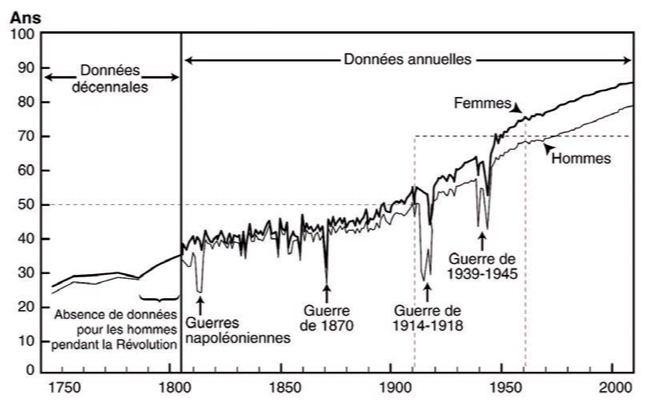 Ans
100
90
80
70
60
50
40
30
20
10
0
Données
décennales
Données annuelles
Femmes
Hommes
Guerre de
1939-1945
Absence de données
pour les hommes
pendant la Révolution
Guerres
napoléoniennes
Guerre
de 1870
Guerre de
1914-1918
1750
1800
1850
1900
1950
2000